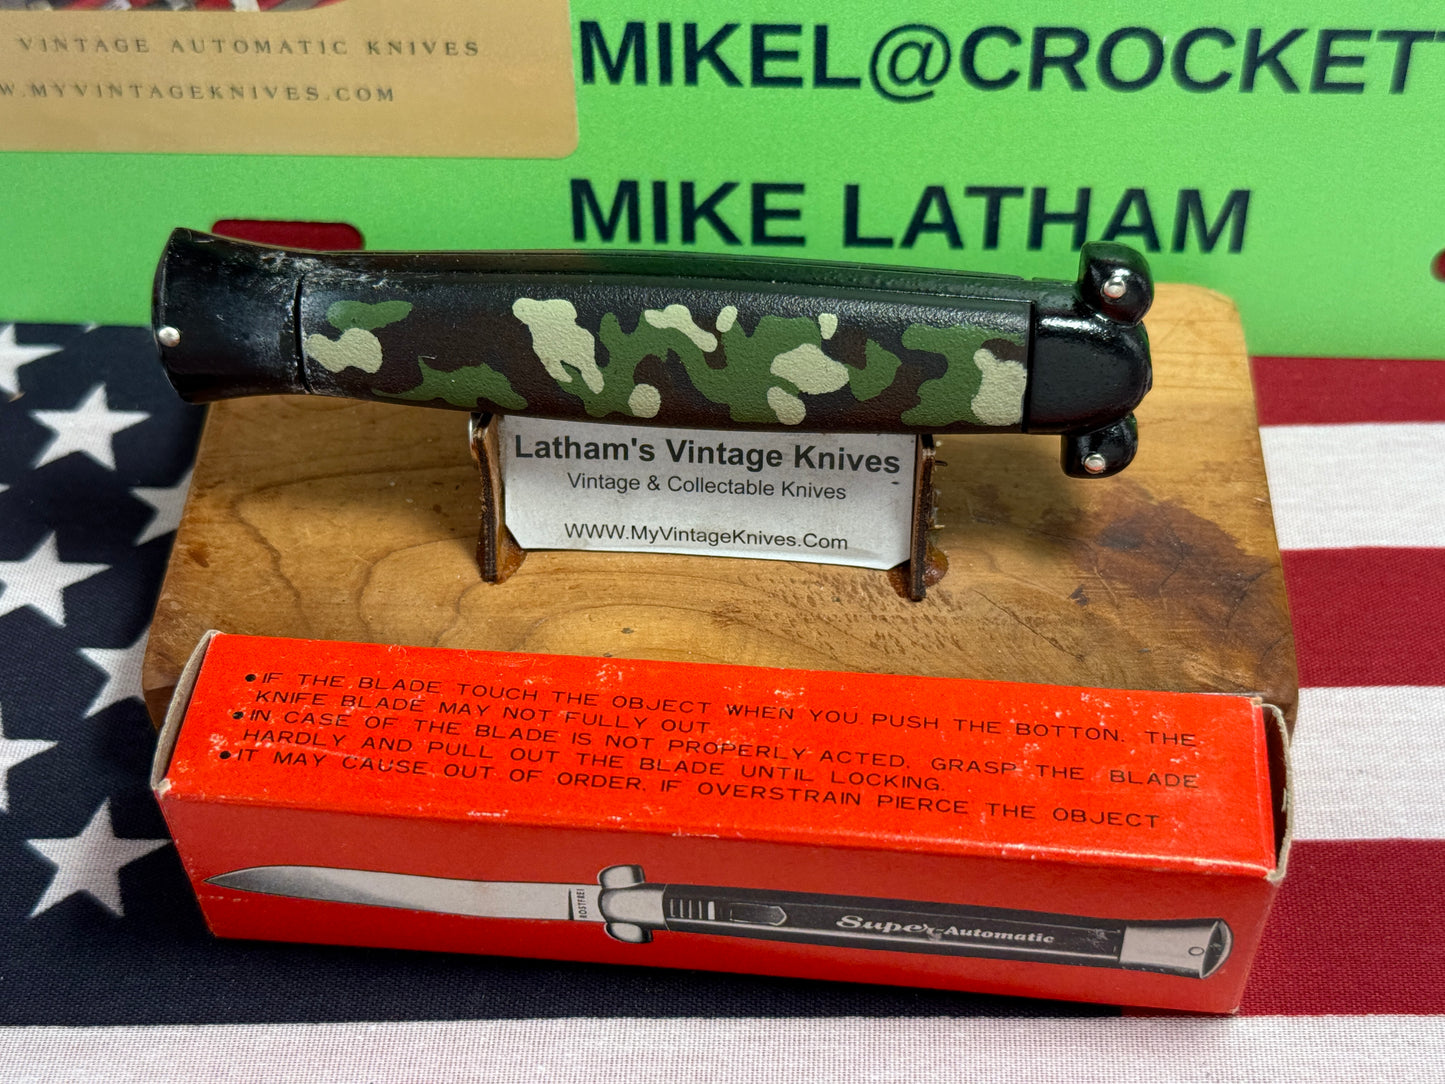 VINTAGE AUTOMATIC KNIVES
W.MYVINTAGEKNIVES.COM
MIKEL@CROCKETT
MIKE LATHAM
Latham's Vintage Knives
Vintage & Collectable Knives
WWW.MyVintageKnives.Com
•IF THE BLADE TOUCH THE OBJECT WHEN YOU PUSH THE BOTTON. THE
KNIFE BLADE MAY NOT FULLY OUT.
•IN CASE OF THE BLADE IS NOT PROPERLY ACTED. GRASP THE BLADE
HARDLY AND PULL OUT THE BLADE UNTIL LOCKING.
•IT MAY CAUSE OUT OF ORDER, IF OVERSTRAIN PIERCE THE OBJECT
ROSTFREI
Super-Automatic